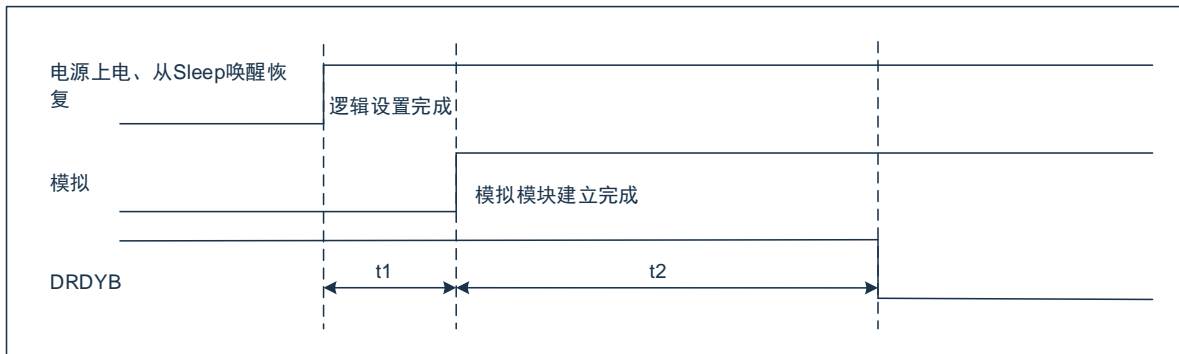 电源上电、从Sleep唤醒恢
复
逻辑设置完成
模拟
模拟模块建立完成
DRDYB
t1
t2